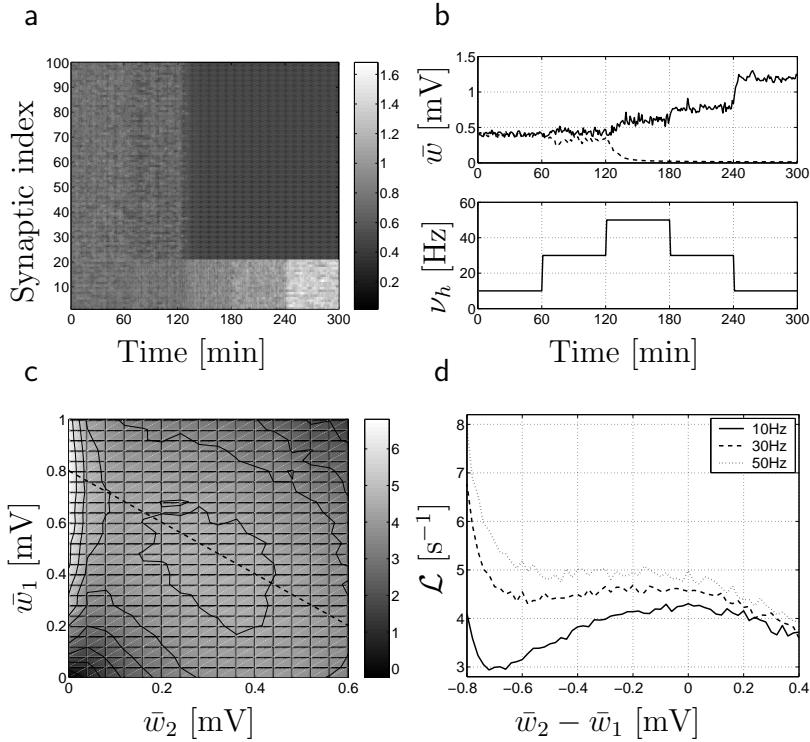 a
100
90
80
70
60
50
40
30
20
10
Synaptic index
0 60 120 180 240 300
Time [min]
1.6
1.4
1.2
1
0.8
0.6
0.4
0.2
b
1.5
1
0.5
0
w̄ [mV]
0 60 120 180 240 300
60
40
20
0
ν_h [Hz]
0 60 120 180 240 300
Time [min]
c
1
0.8
0.6
0.4
0.2
0
w̄_1 [mV]
0 0.2 0.4 0.6
w̄_2 [mV]
6
5
4
3
2
1
0
d
8
7
6
5
4
3
ℒ [s⁻¹]
10Hz
30Hz
50Hz
−0.8 −0.6 −0.4 −0.2 0 0.2 0.4
w̄_2 − w̄_1 [mV]